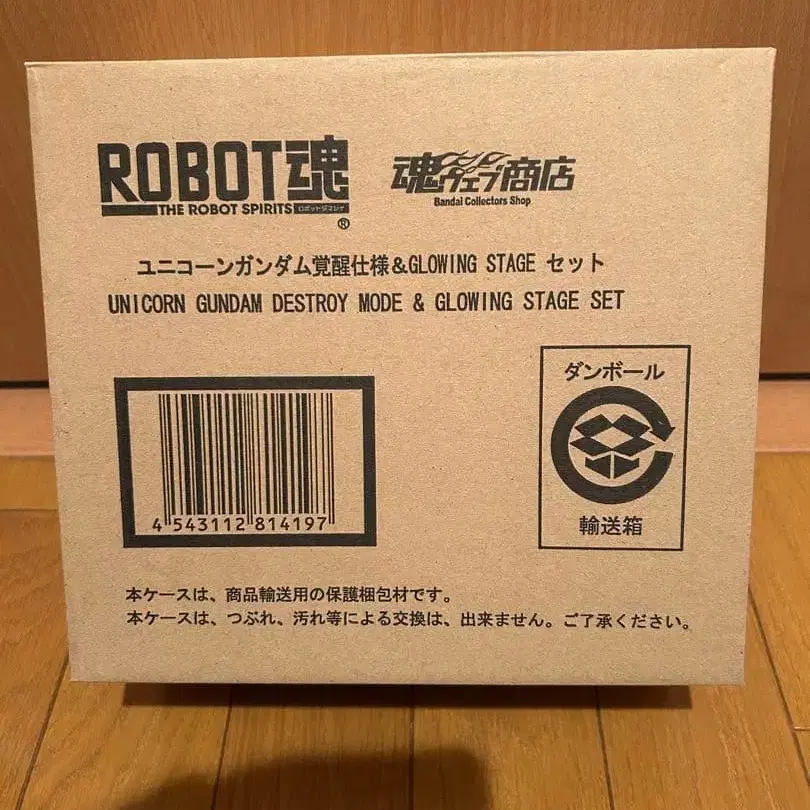 ROBOT魂
THE ROBOT SPIRITS ロボットダマシイ
®
魂ウェブ商店
Bandai Collectors Shop
ユニコーンガンダム覚醒仕様&GLOWING STAGE セット
UNICORN GUNDAM DESTROY MODE & GLOWING STAGE SET
4 543112 814197
ダンボール
輸送箱
本ケースは、商品輸送用の保護梱包材です。
本ケースは、つぶれ、汚れ等による交換は、出来ません。ご了承ください。